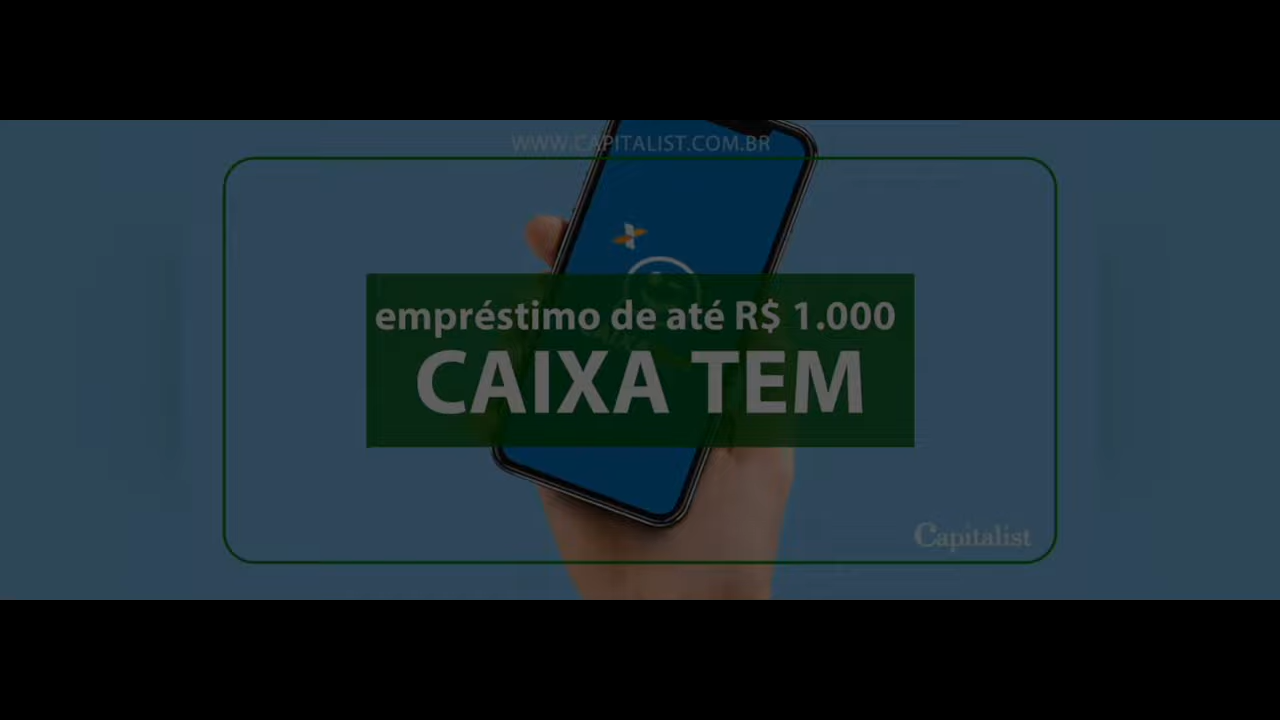 WWW.CAPITALIST.COM.BR
empréstimo de até R$ 1.000
CAIXA TEM
Capitalist